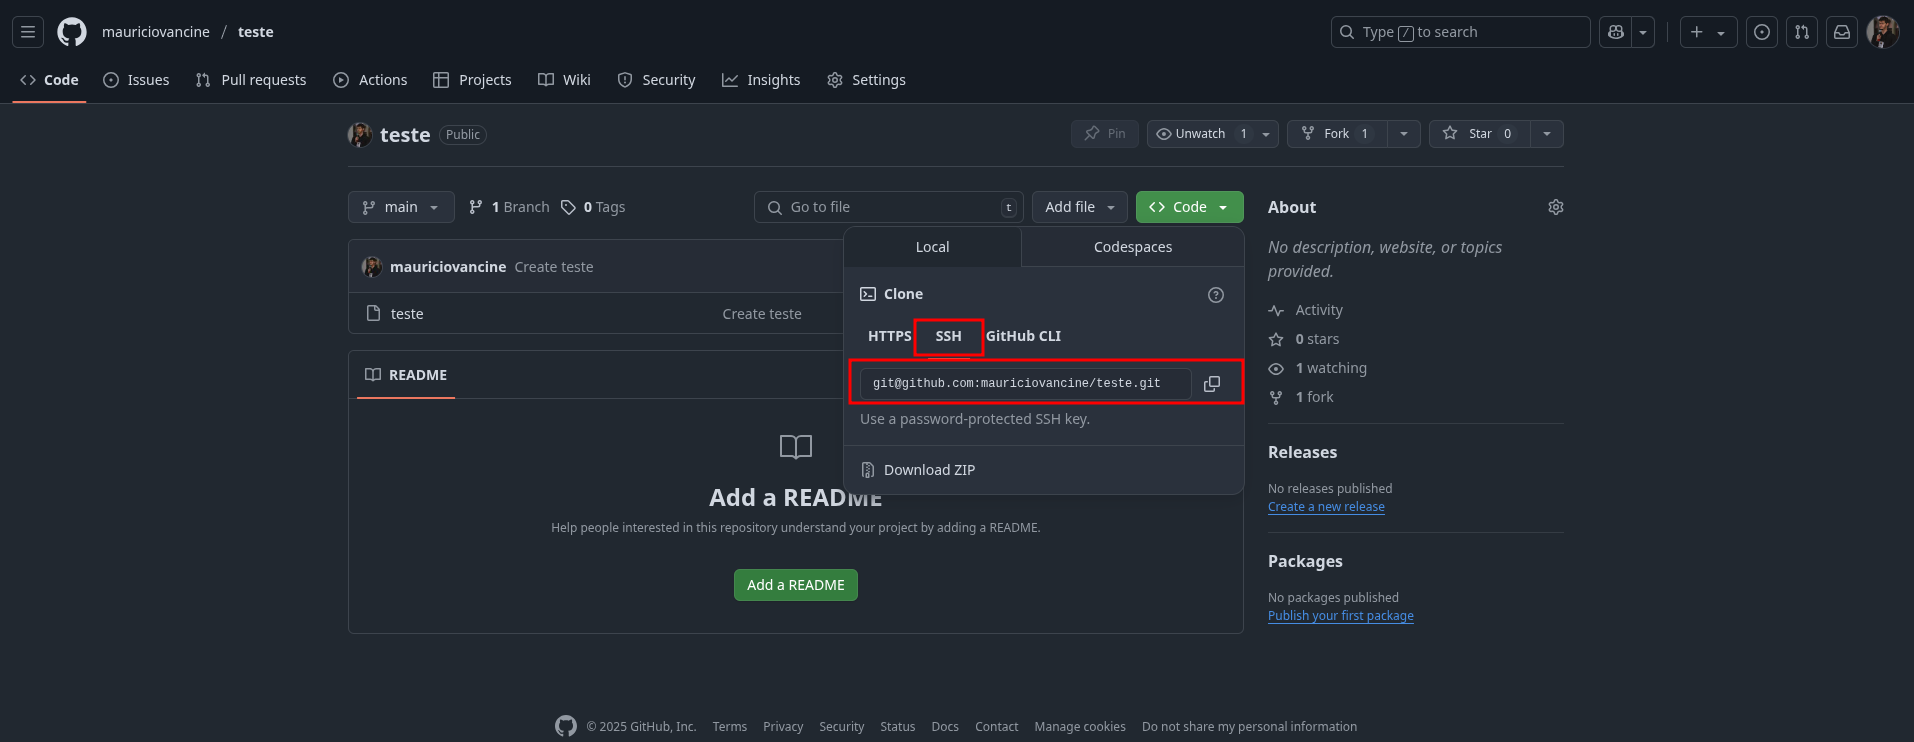 mauriciovancine / teste
Type / to search
Code Issues Pull requests Actions Projects Wiki Security Insights Settings
teste Public
Pin Unwatch 1 Fork 1 Star 0
main 1 Branch 0 Tags Go to file t Add file Code
Local Codespaces
mauriciovancine Create teste
teste Create teste
Clone
HTTPS SSH GitHub CLI
git@github.com:mauriciovancine/teste.git
Use a password-protected SSH key.
Download ZIP
README
Add a README
Help people interested in this repository understand your project by adding a README.
Add a README
About
No description, website, or topics
provided.
Activity
0 stars
1 watching
1 fork
Releases
No releases published
Create a new release
Packages
No packages published
Publish your first package
© 2025 GitHub, Inc. Terms Privacy Security Status Docs Contact Manage cookies Do not share my personal information